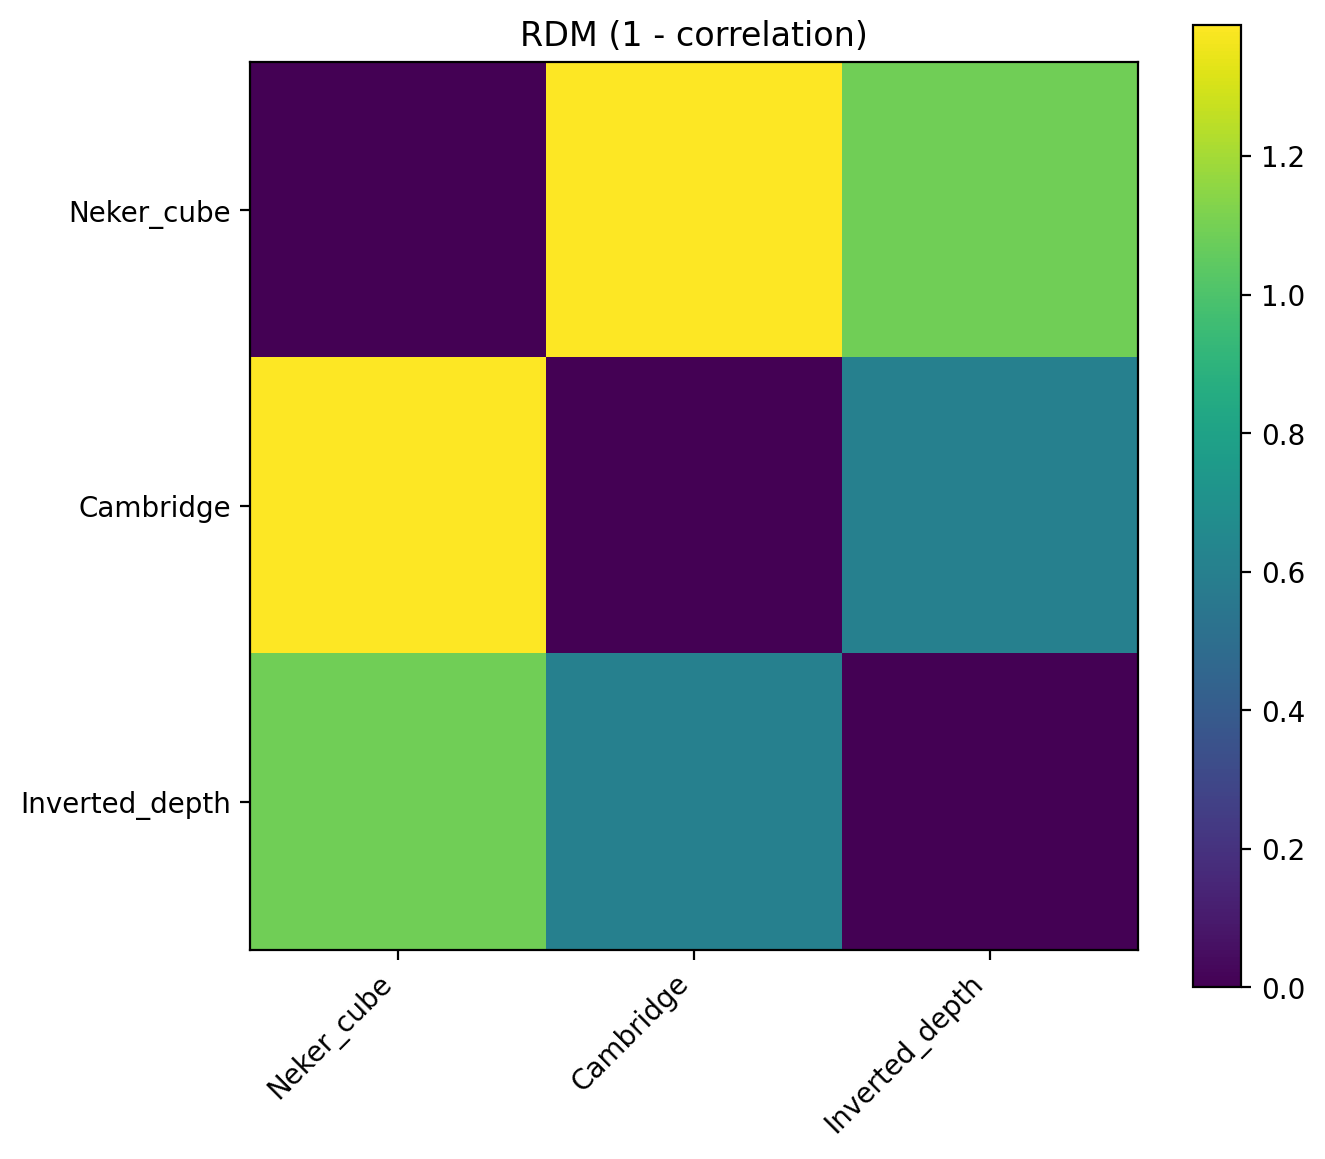 RDM (1 - correlation)
Neker_cube
Cambridge
Inverted_depth
Neker_cube
Cambridge
Inverted_depth
1.2
1.0
0.8
0.6
0.4
0.2
0.0